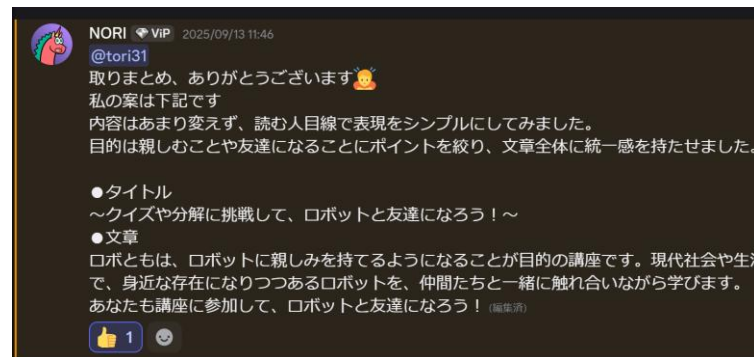 NORI ViP 2025/09/13 11:46
@tori31
取りまとめ、ありがとうございます🙇
私の案は下記です
内容はあまり変えず、読む人目線で表現をシンプルにしてみました。
目的は親しむことや友達になることにポイントを絞り、文章全体に統一感を持たせました。
●タイトル
～クイズや分解に挑戦して、ロボットと友達になろう！～
●文章
ロボともは、ロボットに親しみを持てるようになることが目的の講座です。現代社会や生活
で、身近な存在になりつつあるロボットを、仲間たちと一緒に触れ合いながら学びます。
あなたも講座に参加して、ロボットと友達になろう！ (編集済)
👍 1